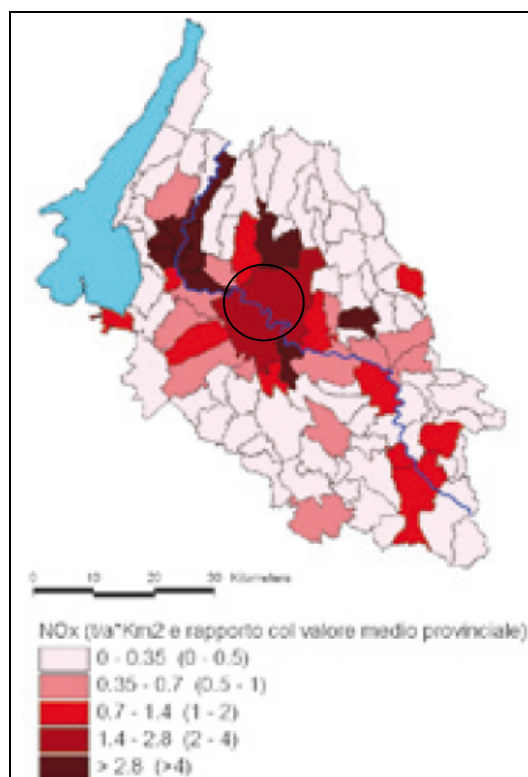 0 10 20 30 Kilometers
NOx (t/a*Km2 e rapporto col valore medio provinciale)
0 - 0.35 (0 - 0.5)
0.35 - 0.7 (0.5 - 1)
0.7 - 1.4 (1 - 2)
1.4 - 2.8 (2 - 4)
> 2.8 (>4)